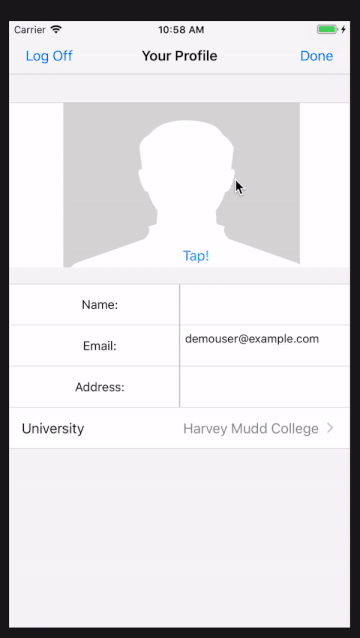 Carrier 10:58 AM
Log Off Your Profile Done
Tap!
Name:
Email: demouser@example.com
Address:
University Harvey Mudd College